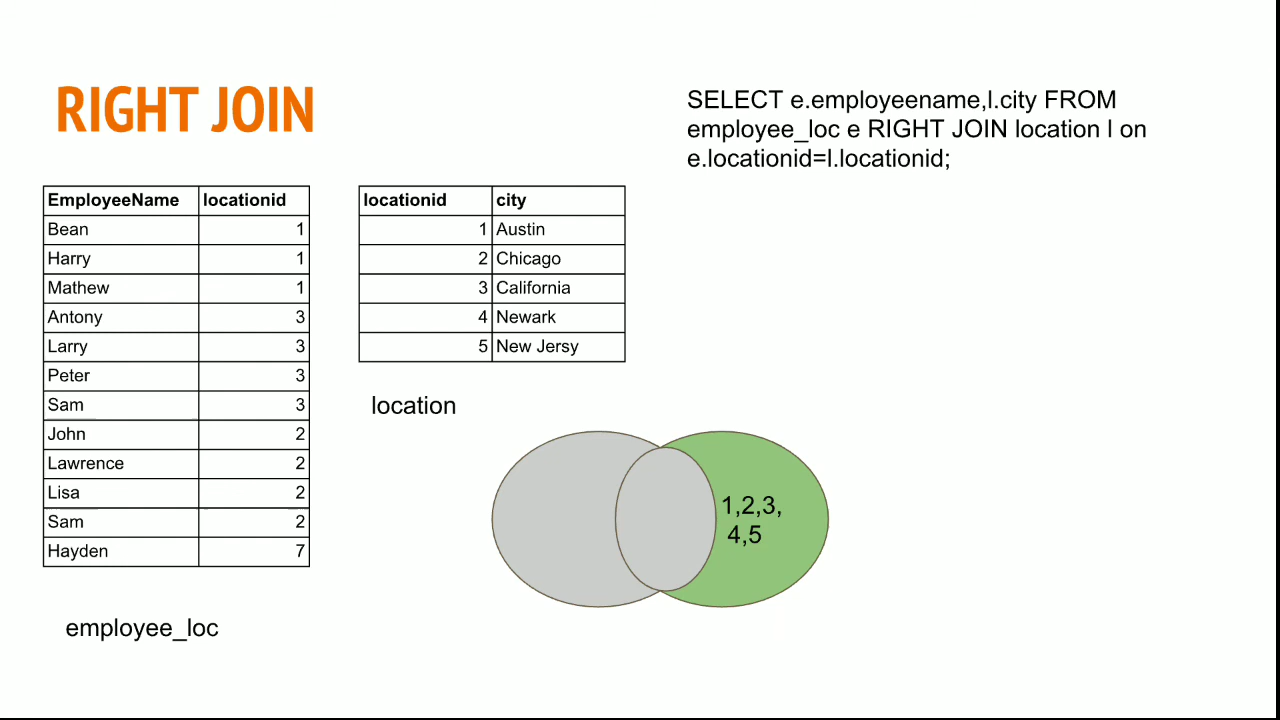 RIGHT JOIN
SELECT e.employeename,l.city FROM
employee_loc e RIGHT JOIN location l on
e.locationid=l.locationid;
EmployeeName locationid
Bean 1
Harry 1
Mathew 1
Antony 3
Larry 3
Peter 3
Sam 3
John 2
Lawrence 2
Lisa 2
Sam 2
Hayden 7
employee_loc
locationid city
1 Austin
2 Chicago
3 California
4 Newark
5 New Jersy
location
1,2,3,
4,5